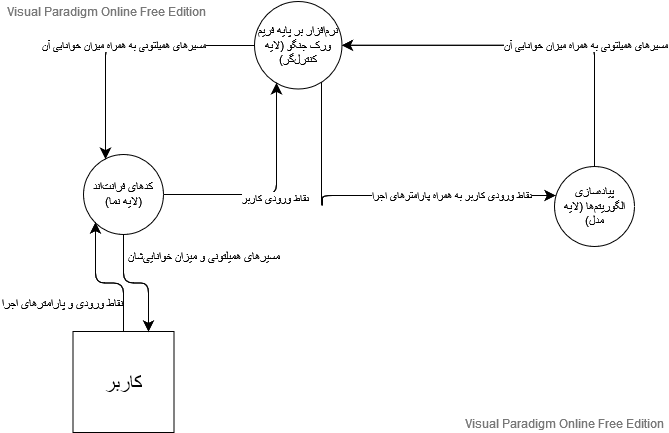 Visual Paradigm Online Free Edition
نرم‌افزار بر پایه فریم
ورک جنگو (لایه
کنترل‌گر)
مسیرهای همیلتونی به همراه میزان خوانایی آن
مسیرهای همیلتونی به همراه میزان خوانایی آن
کدهای فرانت‌اند
(لایه نما)
نقاط ورودی کاربر
نقاط ورودی کاربر به همراه پارامترهای اجرا
پیاده‌سازی
الگوریتم‌ها (لایه
مدل)
مسیرهای همیلتونی و میزان خوانایی‌شان
نقاط ورودی و پارامترهای اجرا
کاربر
Visual Paradigm Online Free Edition